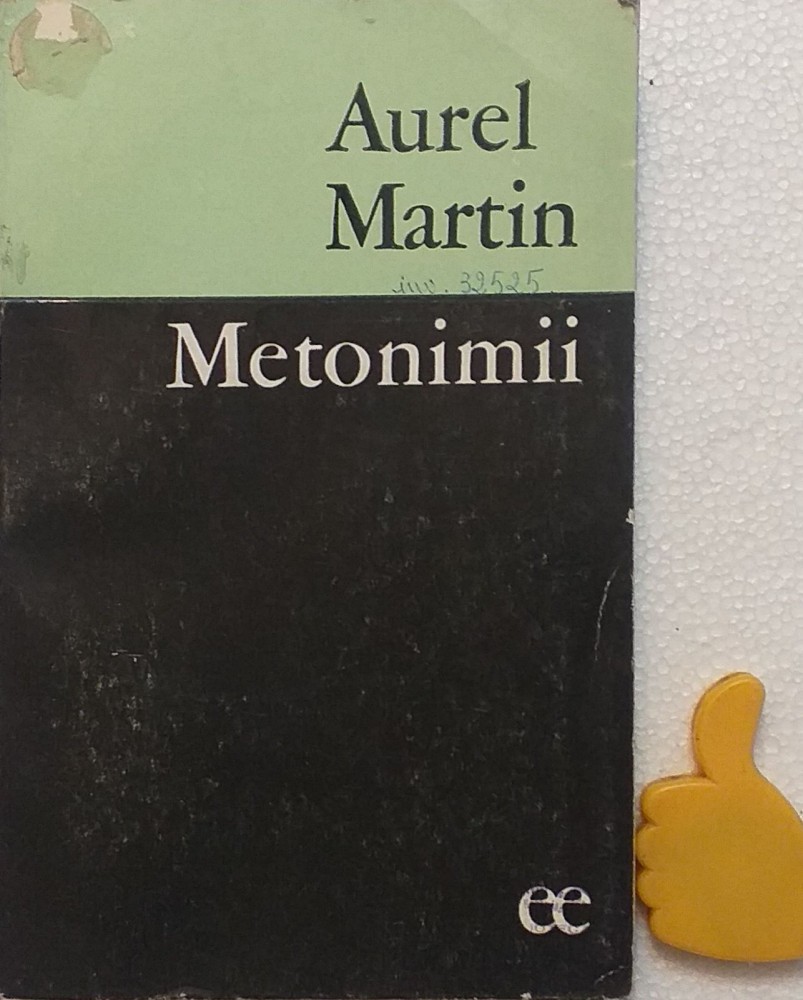 Aurel
Martin
inv. 32525.
Metonimii
ee